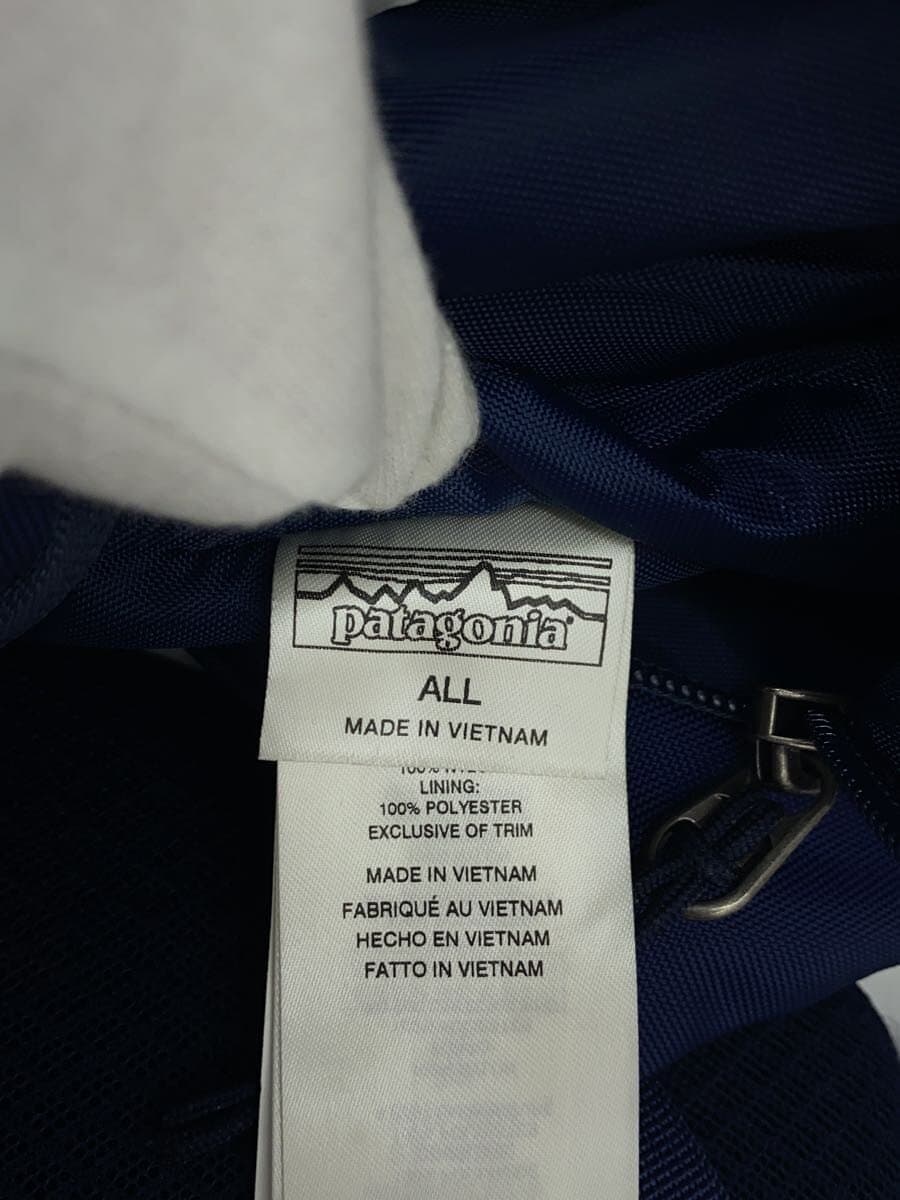 patagonia®
ALL
MADE IN VIETNAM
100%
LINING:
100% POLYESTER
EXCLUSIVE OF TRIM
MADE IN VIETNAM
FABRIQUÉ AU VIETNAM
HECHO EN VIETNAM
FATTO IN VIETNAM